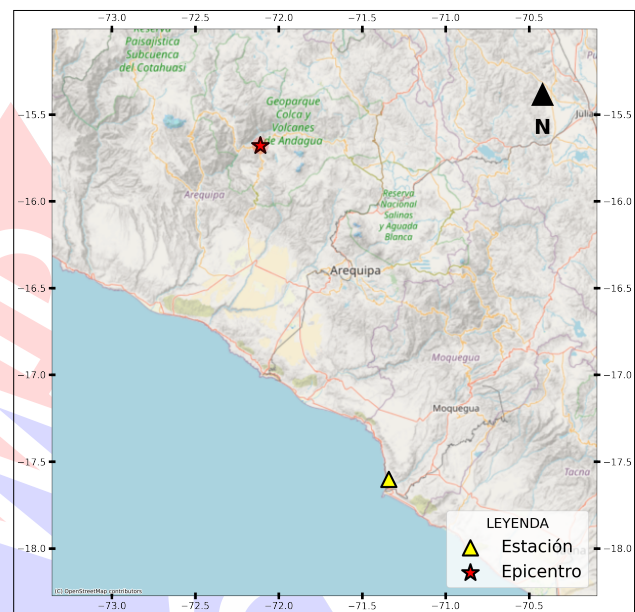 −73.0 −72.5 −72.0 −71.5 −71.0 −70.5
Paisajística
Subcuenca
del Cotahuasi
Geoparque
Colca y
Volcanes
de Andagua
N
−15.5
−15.5
−16.0
−16.0
Arequipa
Reserva
Nacional
Salinas
y Aguada
Blanca
Arequipa
−16.5
−16.5
−17.0
−17.0
Moquegua
Moquegua
−17.5
−17.5
Tacna
LEYENDA
Estación
Epicentro
−18.0
−18.0
(C) OpenStreetMap contributors
−73.0 −72.5 −72.0 −71.5 −71.0 −70.5